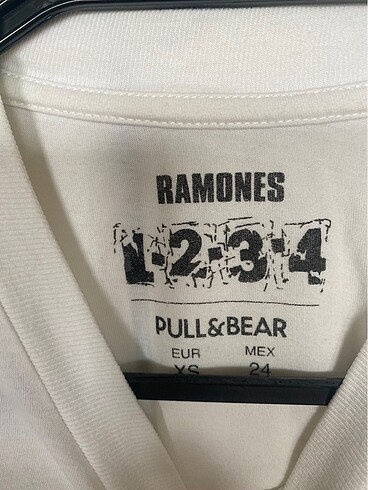 RAMONES
1-2-3-4
PULL&BEAR
EUR MEX
XS 24